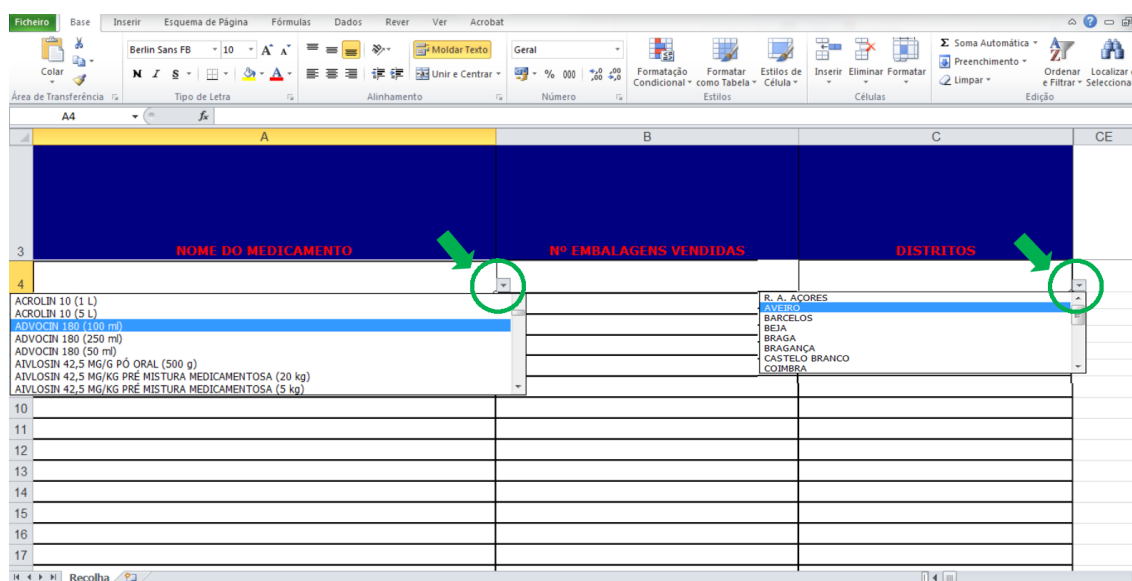 Ficheiro Base Inserir Esquema de Página Fórmulas Dados Rever Ver Acrobat
Colar
Área de Transferência
Berlin Sans FB 10 A A
N I S A
Tipo de Letra
Moldar Texto
Unir e Centrar
Alinhamento
Geral
% 000 ,0 ,00 ,00 ,0
Número
Formatação Condicional
Formatar como Tabela
Estilos de Célula
Estilos
Inserir Eliminar Formatar
Células
Σ Soma Automática
Preenchimento
Limpar
Ordenar e Filtrar
Localizar
Edição
A4 fx
A B C CE
3 NOME DO MEDICAMENTO Nº EMBALAGENS VENDIDAS DISTRITOS
4
ACROLIN 10 (1 L)
ACROLIN 10 (5 L)
ADVOCIN 180 (100 ml)
ADVOCIN 180 (250 ml)
ADVOCIN 180 (50 ml)
AIVLOSIN 42,5 MG/G PÓ ORAL (500 g)
AIVLOSIN 42,5 MG/KG PRÉ MISTURA MEDICAMENTOSA (20 kg)
AIVLOSIN 42,5 MG/KG PRÉ MISTURA MEDICAMENTOSA (5 kg)
R. A. AÇORES
AVEIRO
BARCELOS
BEJA
BRAGA
BRAGANÇA
CASTELO BRANCO
COIMBRA
10
11
12
13
14
15
16
17
Recolha